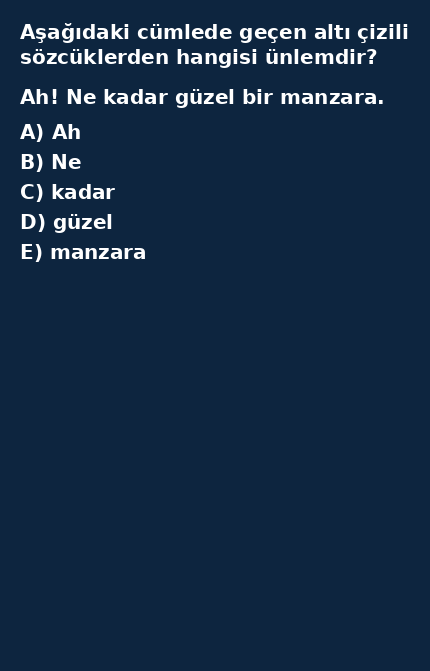 Aşağıdaki cümlede geçen altı çizili
sözcüklerden hangisi ünlemdir?
Ah! Ne kadar güzel bir manzara.
A) Ah
B) Ne
C) kadar
D) güzel
E) manzara